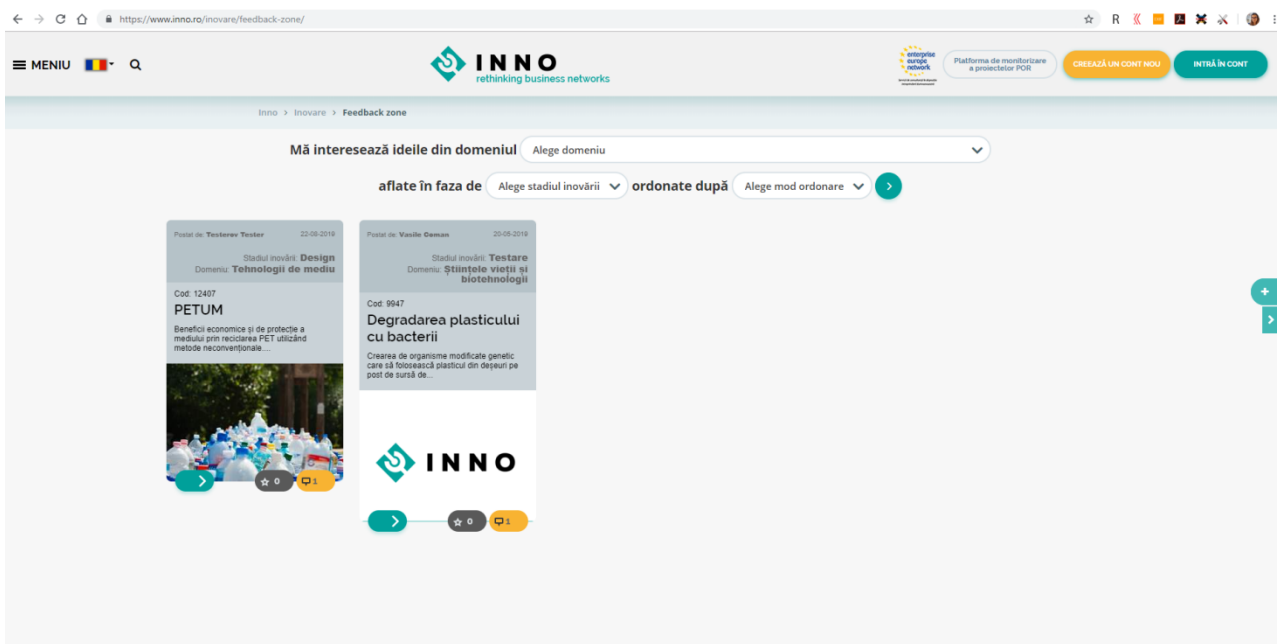 https://www.inno.ro/inovare/feedback-zone/
R
MENIU
INNO
rethinking business networks
enterprise
europe
network
Platforma de monitorizare
a proiectelor POR
CREEAZĂ UN CONT NOU
INTRĂ ÎN CONT
Inno > Inovare > Feedback zone
Mă interesează ideile din domeniul Alege domeniu
aflate în faza de Alege stadiul inovării ordonate după Alege mod ordonare
Postat de: Testerev Tester 22-08-2018
Stadiul inovării: Design
Domeniu: Tehnologii de mediu
Cod: 12407
PETUM
Beneficii economice și de protecție a
mediului prin reciclarea PET utilizând
metode neconvenționale....
0
1
Postat de: Vasile Goman 20-05-2018
Stadiul inovării: Testare
Domeniu: Științele vieții și
biotehnologii
Cod: 9947
Degradarea plasticului
cu bacterii
Crearea de organisme modificate genetic
care să folosească plasticul din deșeuri pe
post de sursă de...
INNO
0
1